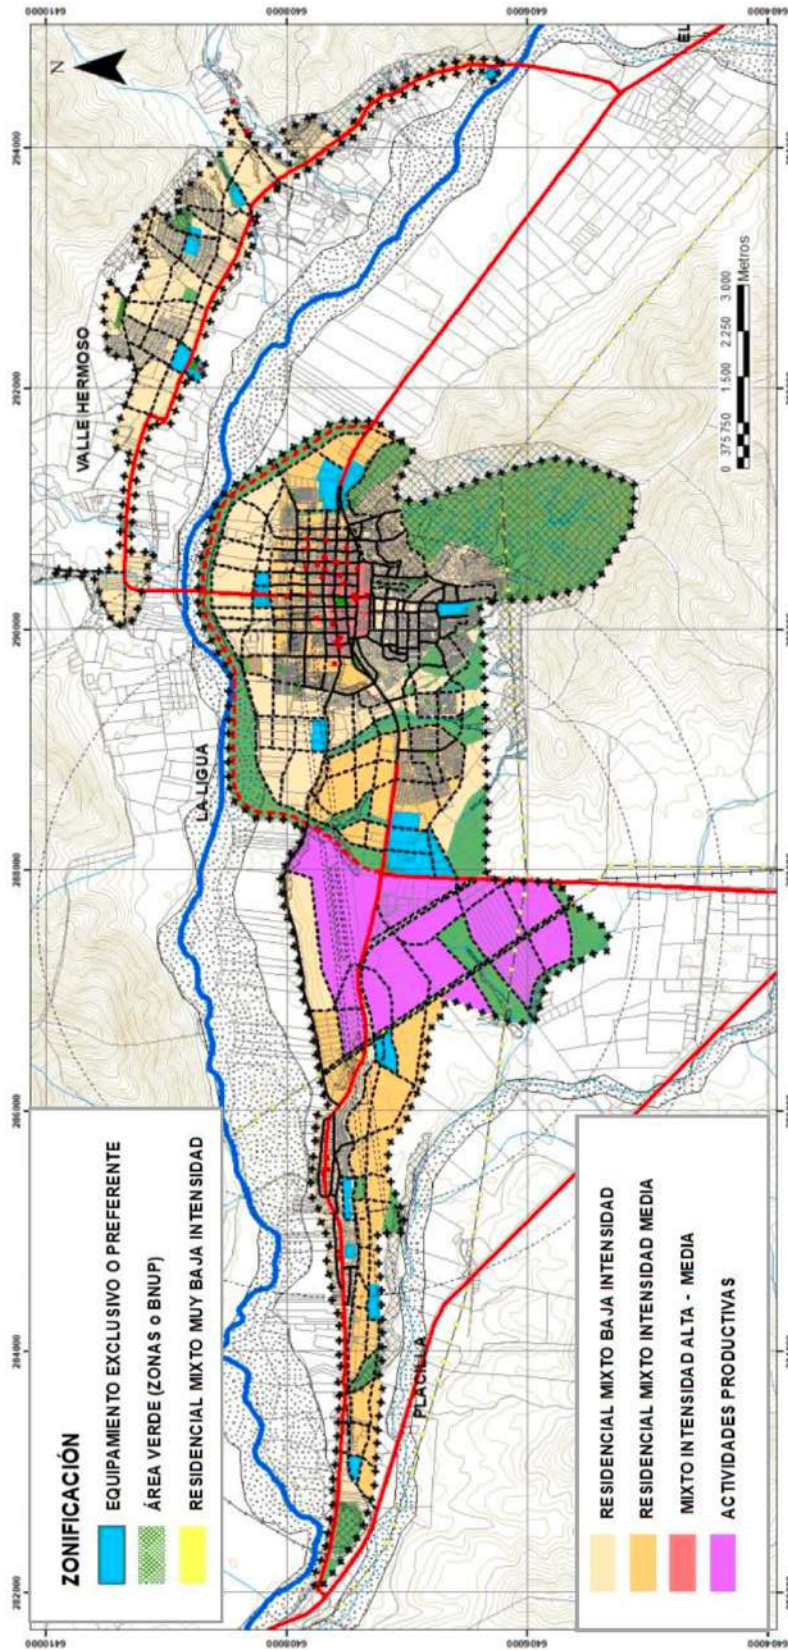 282000 284000 286000 288000 290000 292000 294000
6410000
6408000
6406000
6404000
N
VALLE HERMOSO
LA LIGUA
PLACILLA
EL
ZONIFICACIÓN
EQUIPAMIENTO EXCLUSIVO O PREFERENTE
ÁREA VERDE (ZONAS o BNUP)
RESIDENCIAL MIXTO MUY BAJA INTENSIDAD
RESIDENCIAL MIXTO BAJA INTENSIDAD
RESIDENCIAL MIXTO INTENSIDAD MEDIA
MIXTO INTENSIDAD ALTA - MEDIA
ACTIVIDADES PRODUCTIVAS
0 375 750 1.500 2.250 3.000
Metros